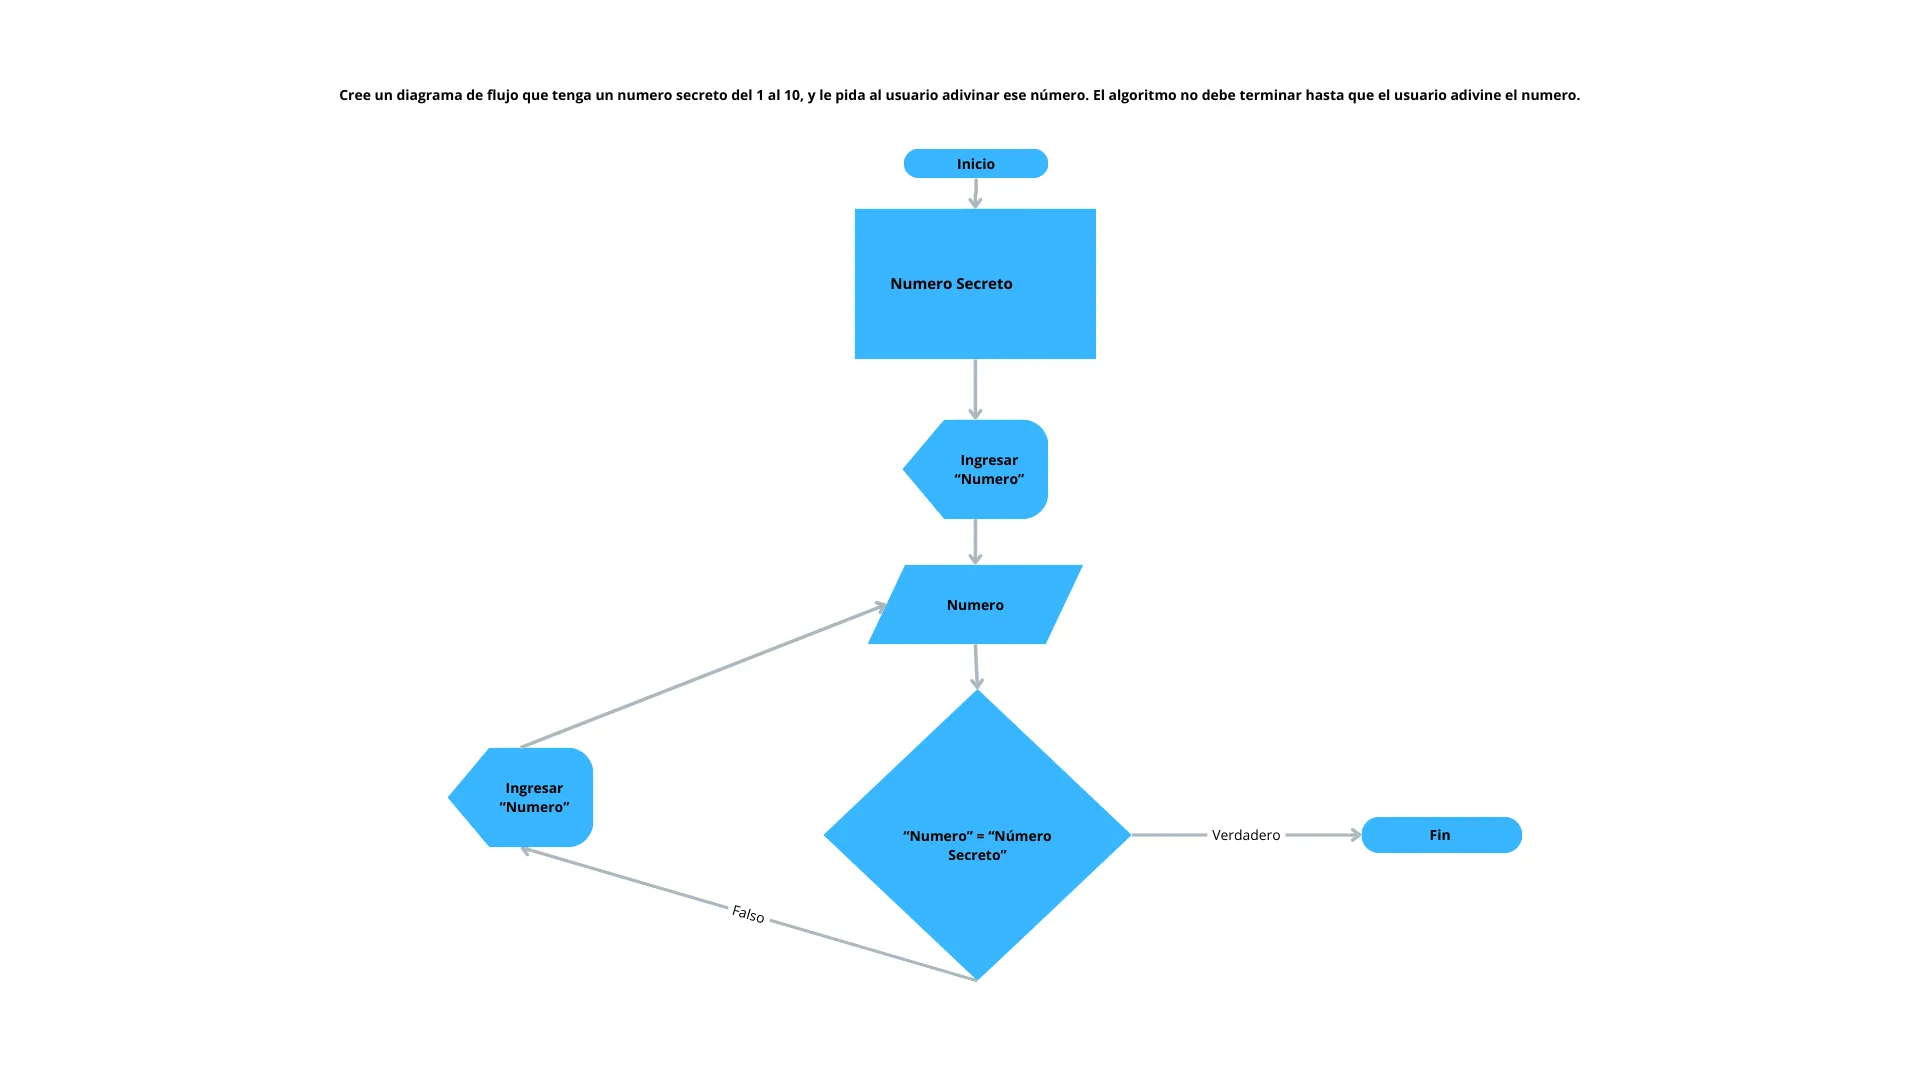 Cree un diagrama de flujo que tenga un numero secreto del 1 al 10, y le pida al usuario adivinar ese número. El algoritmo no debe terminar hasta que el usuario adivine el numero.
Inicio
Numero Secreto
Ingresar
“Numero”
Numero
Ingresar
“Numero”
“Numero” = “Número
Secreto”
Verdadero
Fin
Falso